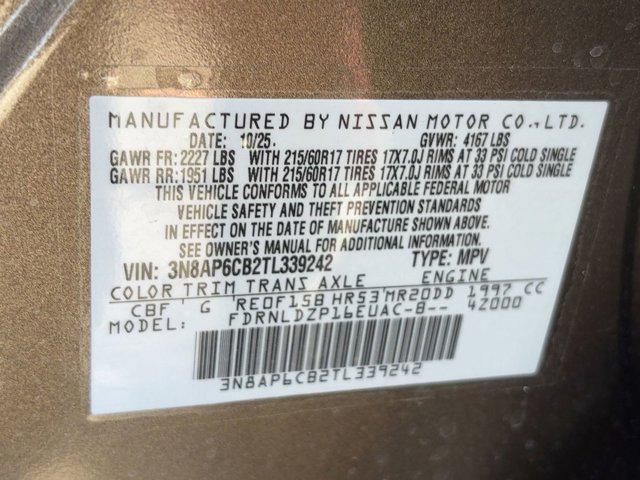 MANUFACTURED BY NISSAN MOTOR CO., LTD.
DATE: 10/25. GVWR: 4167 LBS
GAWR FR: 2227 LBS WITH 215/60R17 TIRES 17X7.0J RIMS AT 33 PSI COLD SINGLE
GAWR RR: 1951 LBS WITH 215/60R17 TIRES 17X7.0J RIMS AT 33 PSI COLD SINGLE
THIS VEHICLE CONFORMS TO ALL APPLICABLE FEDERAL MOTOR
VEHICLE SAFETY AND THEFT PREVENTION STANDARDS
IN EFFECT ON THE DATE OF MANUFACTURE SHOWN ABOVE.
SEE OWNER'S MANUAL FOR ADDITIONAL INFORMATION
VIN: 3N8AP6CB2TL339242 TYPE: MPV
COLOR TRIM TRANS AXLE ENGINE
CBF G RE0F15B HR53 MR20DD 1997 CC
MODEL: FDRNLDZP16EUAC-B-- 42000
3N8AP6CB2TL339242